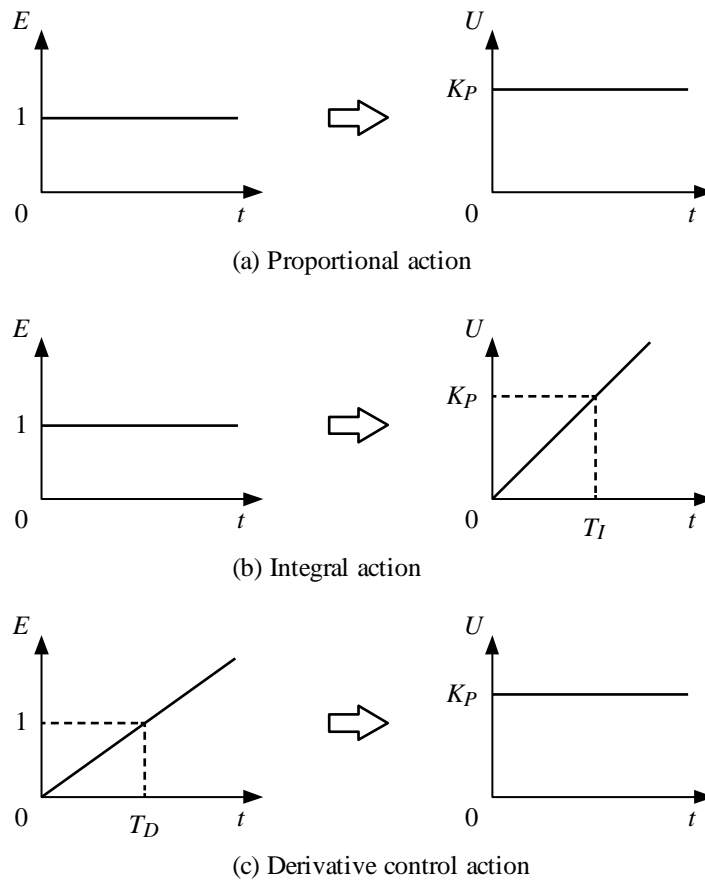 E
U
1
K_P
0
t
0
t
(a) Proportional action
E
U
1
K_P
0
t
0
T_I
t
(b) Integral action
E
U
1
K_P
0
T_D
t
0
t
(c) Derivative control action